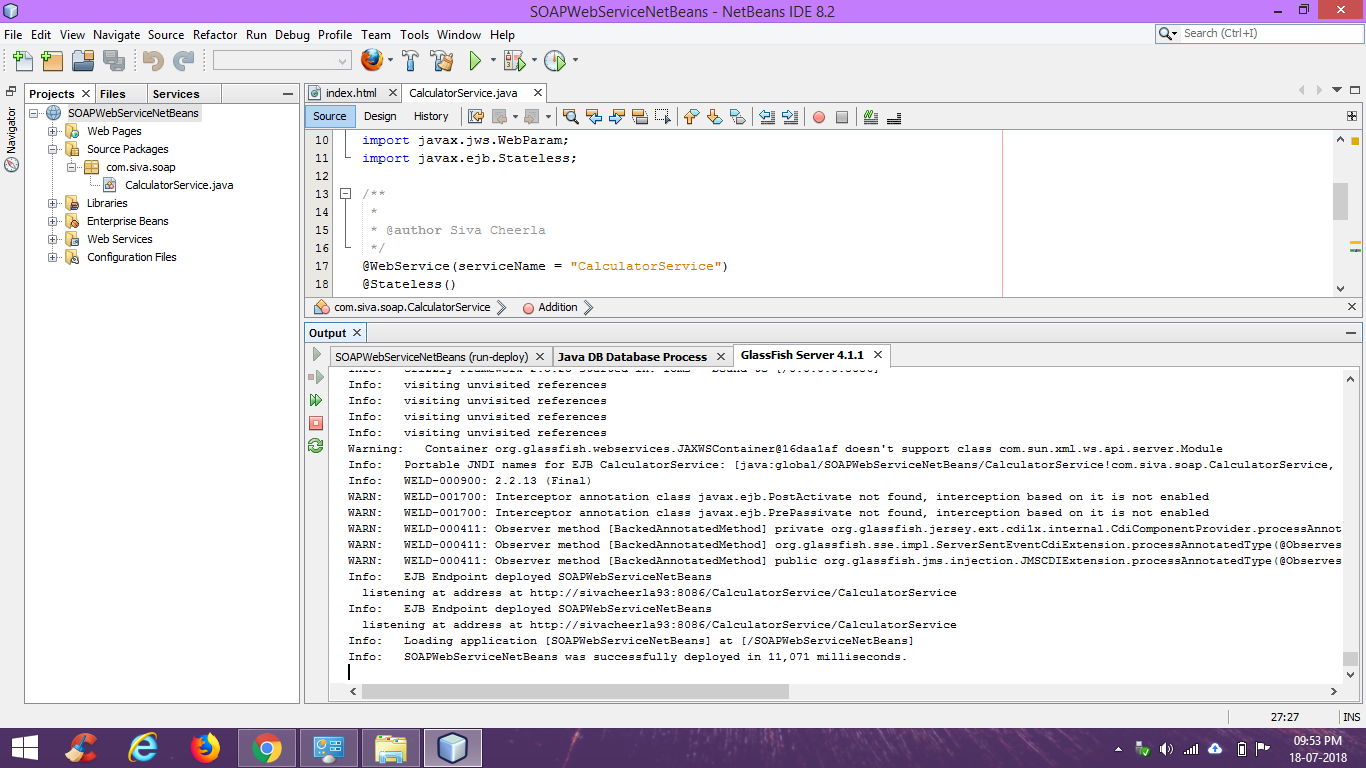 SOAPWebServiceNetBeans - NetBeans IDE 8.2
File Edit View Navigate Source Refactor Run Debug Profile Team Tools Window Help
Search (Ctrl+I)
Navigator
Projects Files Services
SOAPWebServiceNetBeans
Web Pages
Source Packages
com.siva.soap
CalculatorService.java
Libraries
Enterprise Beans
Web Services
Configuration Files
index.html CalculatorService.java
Source Design History
10 import javax.jws.WebParam;
11 import javax.ejb.Stateless;
12
13 /**
14 *
15 * @author Siva Cheerla
16 */
17 @WebService(serviceName = "CalculatorService")
18 @Stateless()
com.siva.soap.CalculatorService Addition
Output
SOAPWebServiceNetBeans (run-deploy) Java DB Database Process GlassFish Server 4.1.1
Info: visiting unvisited references
Info: visiting unvisited references
Info: visiting unvisited references
Info: visiting unvisited references
Warning: Container org.glassfish.webservices.JAXWSContainer@16daa1af doesn't support class com.sun.xml.ws.api.server.Module
Info: Portable JNDI names for EJB CalculatorService: [java:global/SOAPWebServiceNetBeans/CalculatorService!com.siva.soap.CalculatorService,
Info: WELD-000900: 2.2.13 (Final)
WARN: WELD-001700: Interceptor annotation class javax.ejb.PostActivate not found, interception based on it is not enabled
WARN: WELD-001700: Interceptor annotation class javax.ejb.PrePassivate not found, interception based on it is not enabled
WARN: WELD-000411: Observer method [BackedAnnotatedMethod] private org.glassfish.jersey.ext.cdi1x.internal.CdiComponentProvider.processAnnot
WARN: WELD-000411: Observer method [BackedAnnotatedMethod] org.glassfish.sse.impl.ServerSentEventCdiExtension.processAnnotatedType(@Observes
WARN: WELD-000411: Observer method [BackedAnnotatedMethod] public org.glassfish.jms.injection.JMSCDIExtension.processAnnotatedType(@Observes
Info: EJB Endpoint deployed SOAPWebServiceNetBeans
listening at address at http://sivacheerla93:8086/CalculatorService/CalculatorService
Info: EJB Endpoint deployed SOAPWebServiceNetBeans
listening at address at http://sivacheerla93:8086/CalculatorService/CalculatorService
Info: Loading application [SOAPWebServiceNetBeans] at [/SOAPWebServiceNetBeans]
Info: SOAPWebServiceNetBeans was successfully deployed in 11,071 milliseconds.
27:27 INS
09:53 PM
18-07-2018